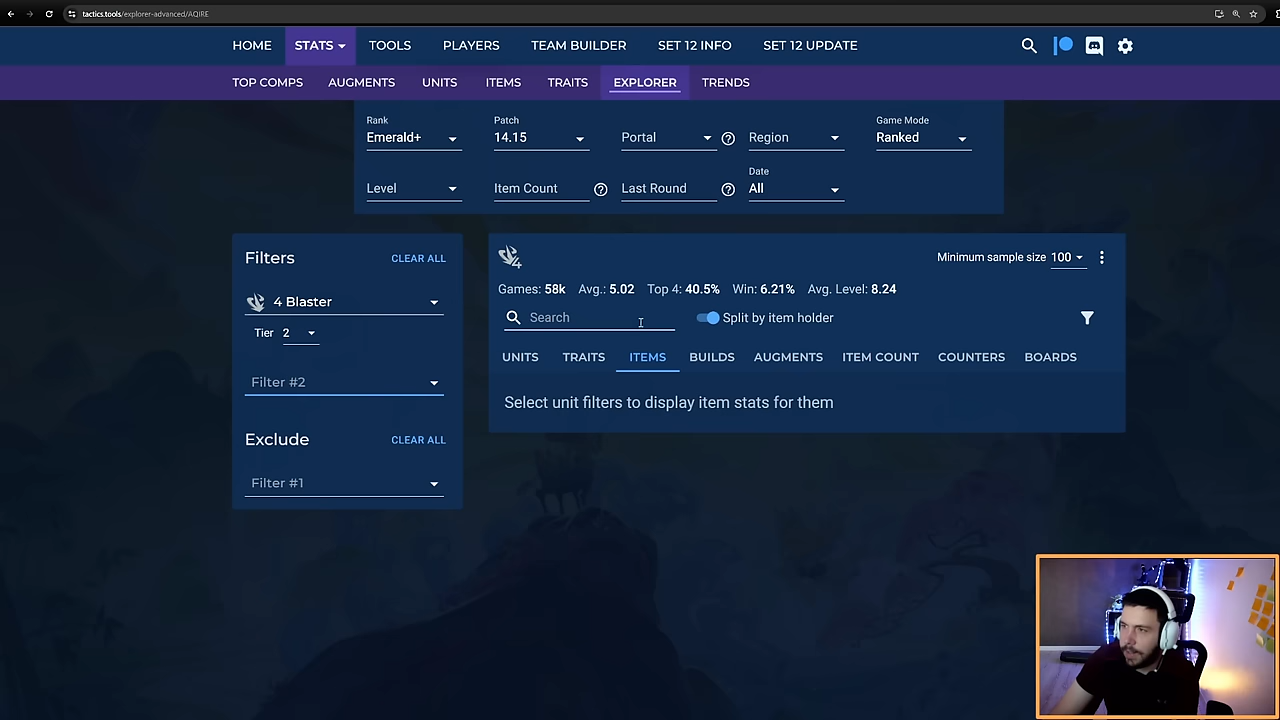 tactics.tools/explorer-advanced/AQIRE
HOME STATS TOOLS PLAYERS TEAM BUILDER SET 12 INFO SET 12 UPDATE
TOP COMPS AUGMENTS UNITS ITEMS TRAITS EXPLORER TRENDS
Rank Patch Game Mode
Emerald+ 14.15 Portal ? Region Ranked
Date
Level Item Count ? Last Round ? All
Filters CLEAR ALL
4 Blaster
Tier 2
Filter #2
Exclude CLEAR ALL
Filter #1
4 Minimum sample size 100
Games: 58k Avg.: 5.02 Top 4: 40.5% Win: 6.21% Avg. Level: 8.24
Search Split by item holder
UNITS TRAITS ITEMS BUILDS AUGMENTS ITEM COUNT COUNTERS BOARDS
Select unit filters to display item stats for them